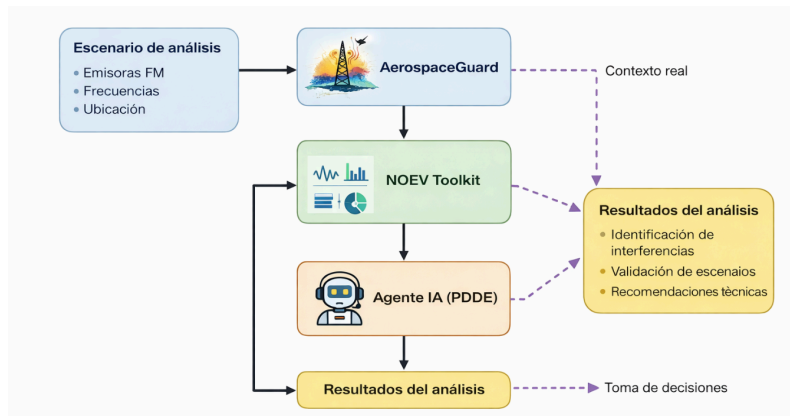 Escenario de análisis
• Emisoras FM
• Frecuencias
• Ubicación
AerospaceGuard
Contexto real
NOEV Toolkit
Resultados del análisis
• Identificación de
interferencias
• Validación de escenaios
• Recomendaciones tècnicas
Agente IA (PDDE)
Resultados del análisis
Toma de decisiones